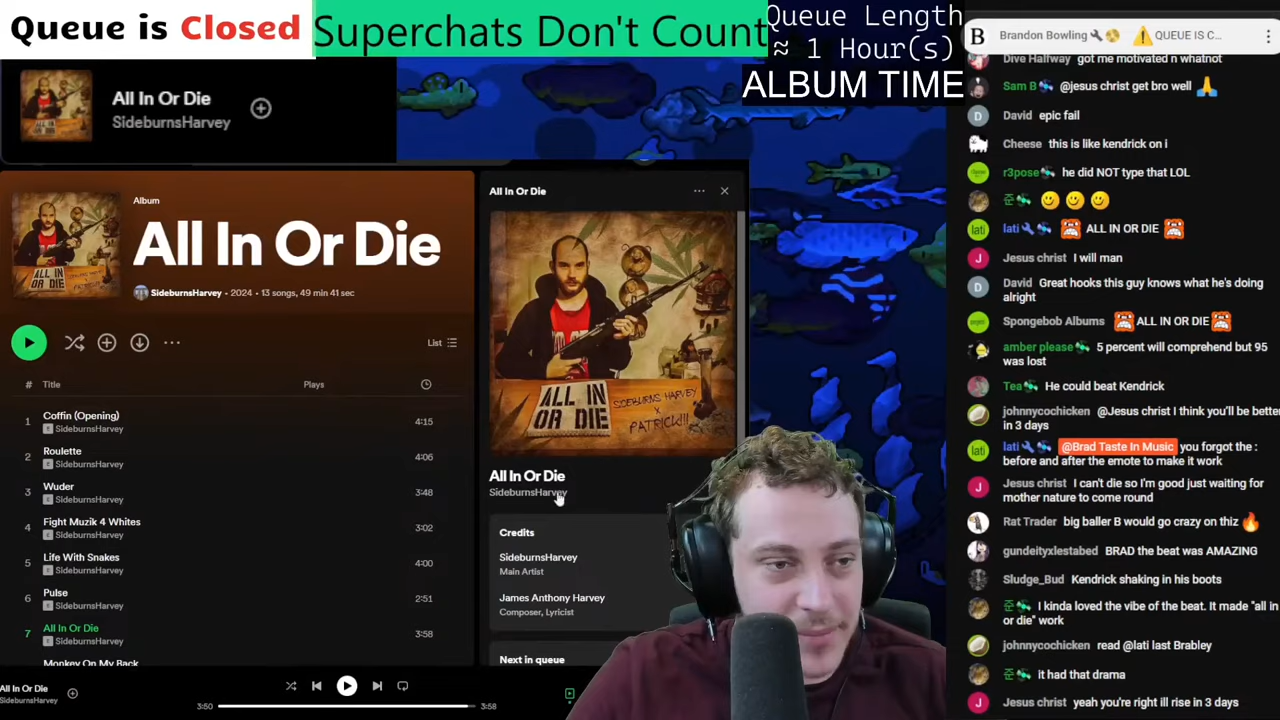 Queue is Closed
Superchats Don't Count
Queue Length
≈ 1 Hour(s)
ALBUM TIME
All In Or Die
SideburnsHarvey
Album
All In Or Die
SideburnsHarvey • 2024 • 13 songs, 49 min 41 sec
ALL IN
OR DIE
List
# Title Plays
1 Coffin (Opening) 4:15
E SideburnsHarvey
2 Roulette 4:06
E SideburnsHarvey
3 Wuder 3:48
E SideburnsHarvey
4 Fight Muzik 4 Whites 3:02
E SideburnsHarvey
5 Life With Snakes 4:00
E SideburnsHarvey
6 Pulse 2:51
E SideburnsHarvey
7 All In Or Die 3:58
E SideburnsHarvey
Monkey On My Back
All In Or Die
ALL IN
OR DIE
SIDEBURNS HARVEY
X
All In Or Die
SideburnsHarvey
Credits
SideburnsHarvey
Main Artist
James Anthony Harvey
Composer, Lyricist
Next in queue
All In Or Die
SideburnsHarvey
3:50
3:58
B Brandon Bowling ⚠️ QUEUE IS C...
Dive Halfway got me motivated n whatnot
Sam B @jesus christ get bro well 🙏
D David epic fail
Cheese this is like kendrick on i
r3pose he did NOT type that LOL
준
lati ALL IN OR DIE
J Jesus christ I will man
D David Great hooks this guy knows what he's doing
alright
Spongebob Albums ALL IN OR DIE
amber please 5 percent will comprehend but 95
was lost
Tea He could beat Kendrick
johnnycochicken @Jesus christ I think you'll be better
in 3 days
lati lati @Brad Taste In Music you forgot the :
before and after the emote to make it work
J Jesus christ I can't die so I'm good just waiting for
mother nature to come round
Rat Trader big baller B would go crazy on thiz 🔥
gundeityxlestabed BRAD the beat was AMAZING
Sludge_Bud Kendrick shaking in his boots
준 I kinda loved the vibe of the beat. It made "all in
or die" work
johnnycochicken read @lati last Brabley
준 it had that drama
J Jesus christ yeah you're right ill rise in 3 days